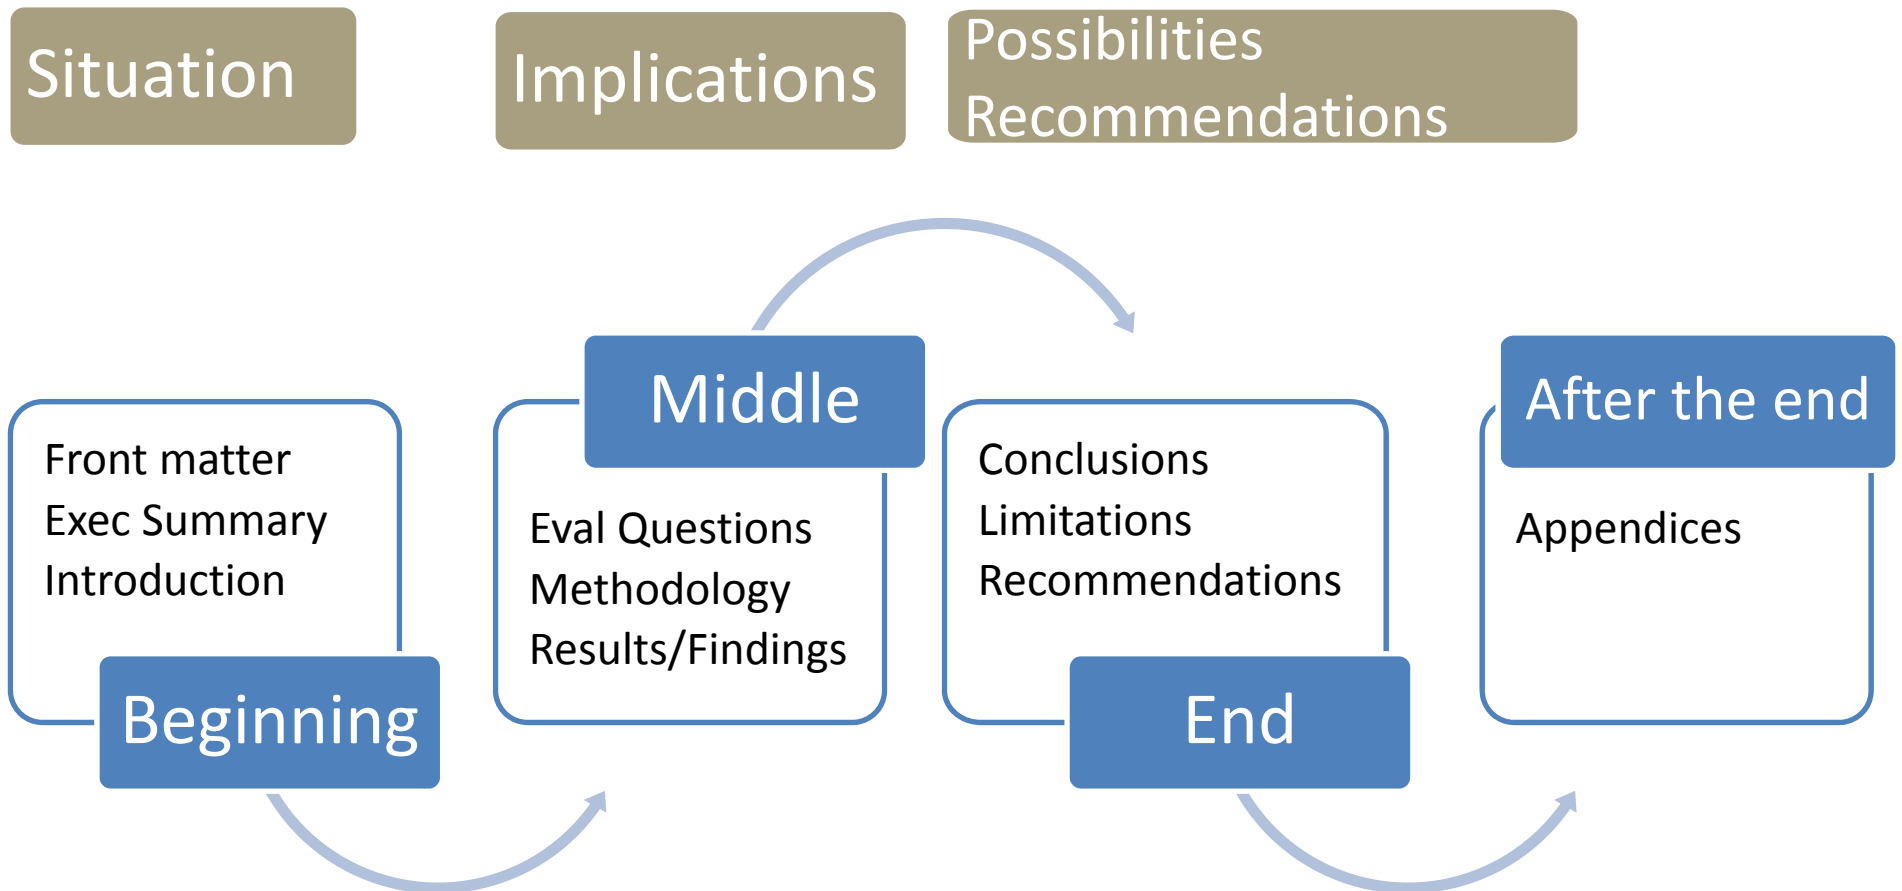 Situation
Implications
Possibilities
Recommendations
Front matter
Exec Summary
Introduction
Beginning
Middle
Eval Questions
Methodology
Results/Findings
Conclusions
Limitations
Recommendations
End
After the end
Appendices